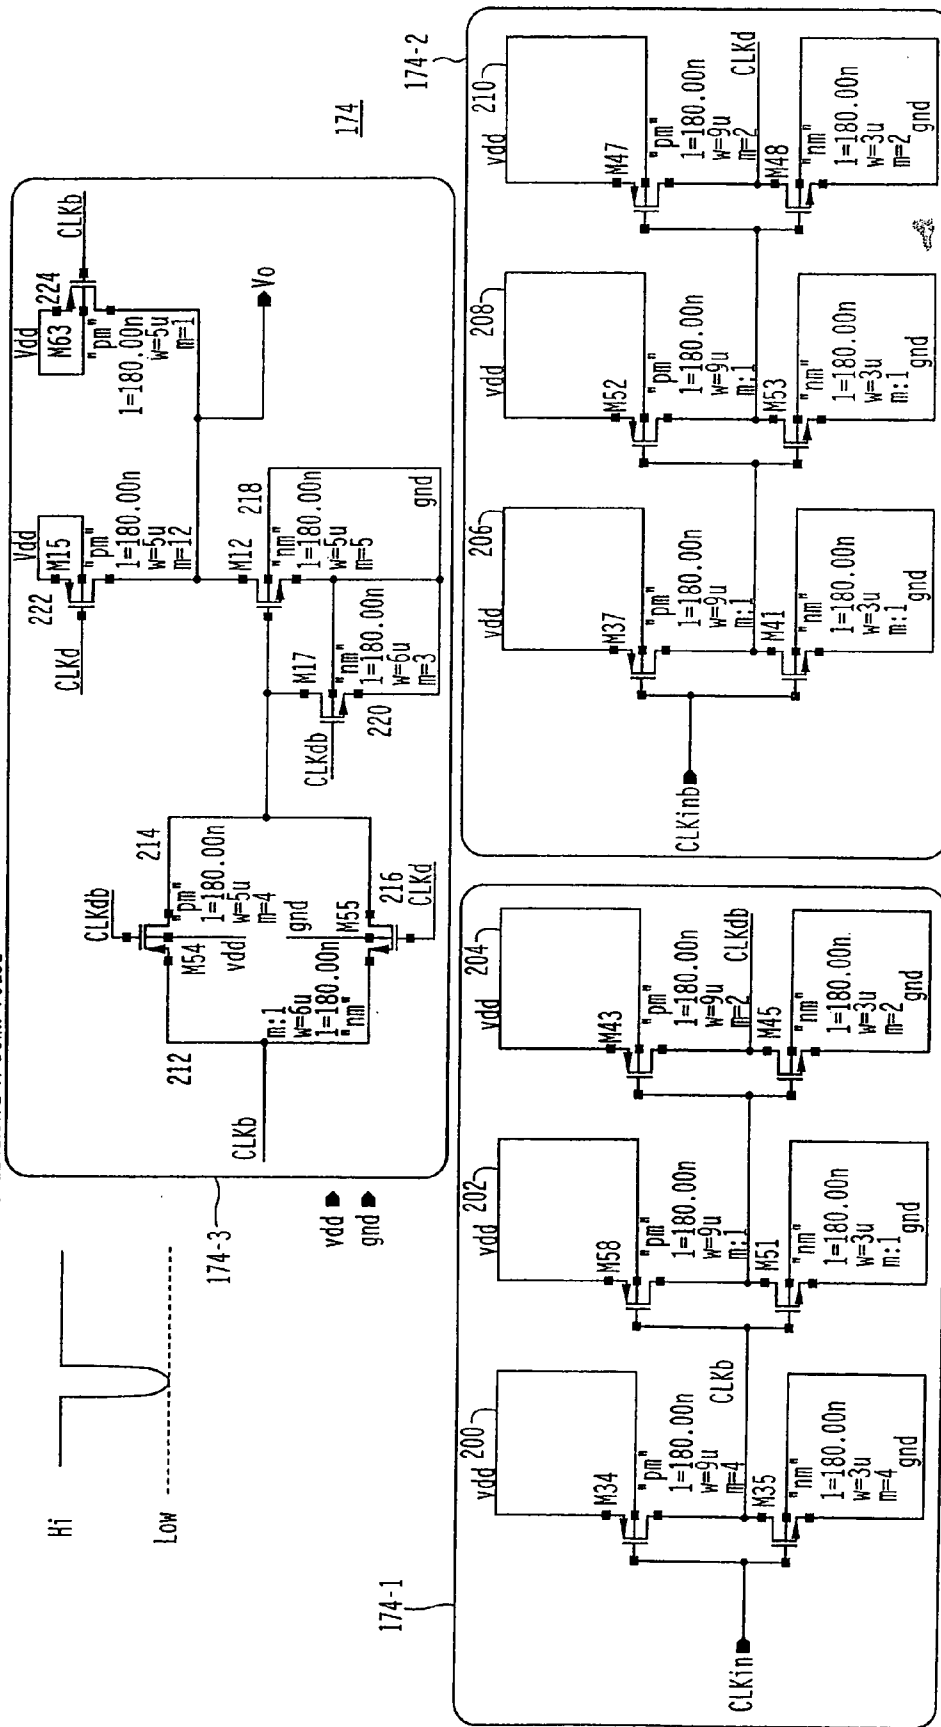 Hi
Low
174-3
vdd
gnd
CLKb
212
CLKdb
M54
vdd
214
"pm"
l=180.00n
w=5u
m=4
gnd
M55
m:1
w=6u
l=180.00n
"nm"
216
CLKd
CLKdb
M17
"nm"
l=180.00n
w=6u
m=3
220
CLKd
222
Vdd
M15
"pm"
l=180.00n
w=5u
m=12
M12
218
"nm"
l=180.00n
w=5u
m=5
gnd
Vdd
M63
224
CLKb
"pm"
l=180.00n
w=5u
m=1
Vo
174
174-1
CLKin
vdd
200
M34
"pm"
l=180.00n
w=9u
m=4
CLKb
M35
"nm"
l=180.00n
w=3u
m=4
gnd
vdd
202
M58
"pm"
l=180.00n
w=9u
m:1
M51
"nm"
l=180.00n
w=3u
m:1
gnd
vdd
204
M43
"pm"
l=180.00n
w=9u
m=2
CLKdb
M45
"nm"
l=180.00n
w=3u
m=2
gnd
174-2
CLKinb
vdd
206
M37
"pm"
l=180.00n
w=9u
m:1
M41
"nm"
l=180.00n
w=3u
m:1
gnd
vdd
208
M52
"pm"
l=180.00n
w=9u
m:1
M53
"nm"
l=180.00n
w=3u
m:1
gnd
vdd
210
M47
"pm"
l=180.00n
w=9u
m=2
CLKd
M48
"nm"
l=180.00n
w=3u
m=2
gnd